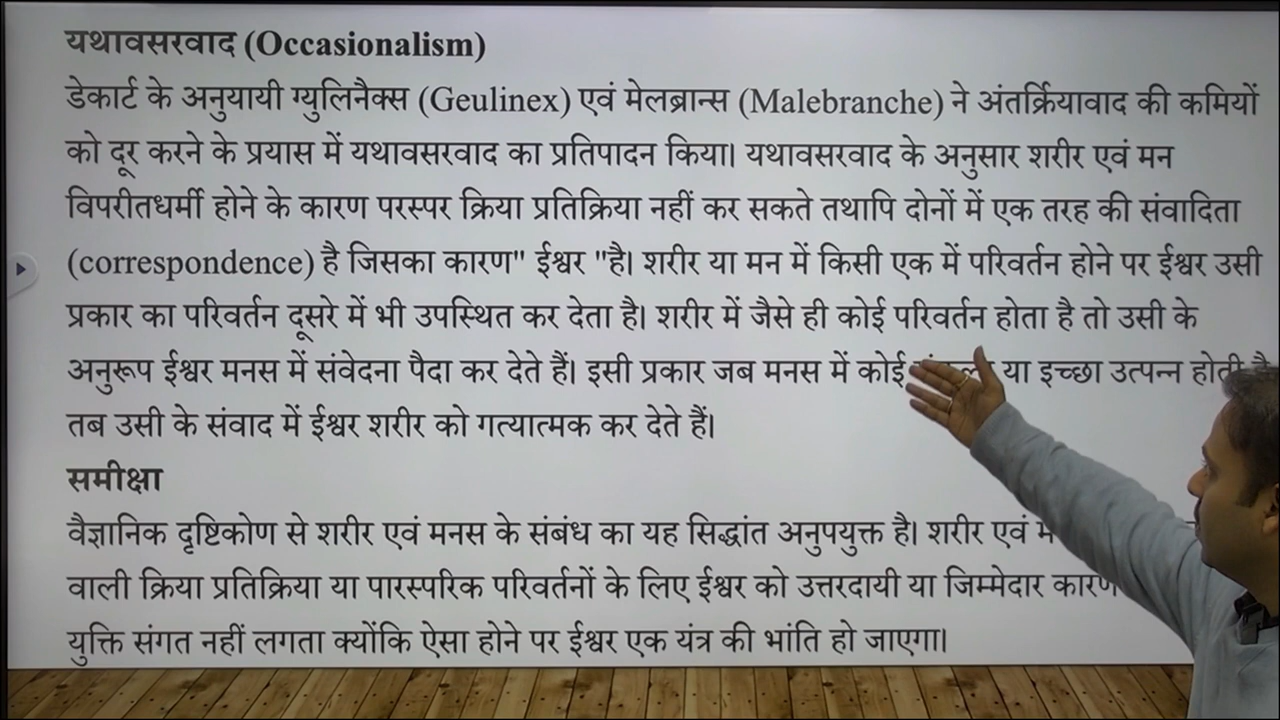 यथावसरवाद (Occasionalism)
डेकार्ट के अनुयायी ग्युलिनैक्स (Geulinex) एवं मेलब्रान्स (Malebranche) ने अंतर्क्रियावाद की कमियों
को दूर करने के प्रयास में यथावसरवाद का प्रतिपादन किया। यथावसरवाद के अनुसार शरीर एवं मन
विपरीतधर्मी होने के कारण परस्पर क्रिया प्रतिक्रिया नहीं कर सकते तथापि दोनों में एक तरह की संवादिता
(correspondence) है जिसका कारण" ईश्वर "है। शरीर या मन में किसी एक में परिवर्तन होने पर ईश्वर उसी
प्रकार का परिवर्तन दूसरे में भी उपस्थित कर देता है। शरीर में जैसे ही कोई परिवर्तन होता है तो उसी के
अनुरूप ईश्वर मनस में संवेदना पैदा कर देते हैं। इसी प्रकार जब मनस में कोई या इच्छा उत्पन्न होती
तब उसी के संवाद में ईश्वर शरीर को गत्यात्मक कर देते हैं।
समीक्षा
वैज्ञानिक दृष्टिकोण से शरीर एवं मनस के संबंध का यह सिद्धांत अनुपयुक्त है। शरीर एवं
वाली क्रिया प्रतिक्रिया या पारस्परिक परिवर्तनों के लिए ईश्वर को उत्तरदायी या जिम्मेदार कारण
युक्ति संगत नहीं लगता क्योंकि ऐसा होने पर ईश्वर एक यंत्र की भांति हो जाएगा।